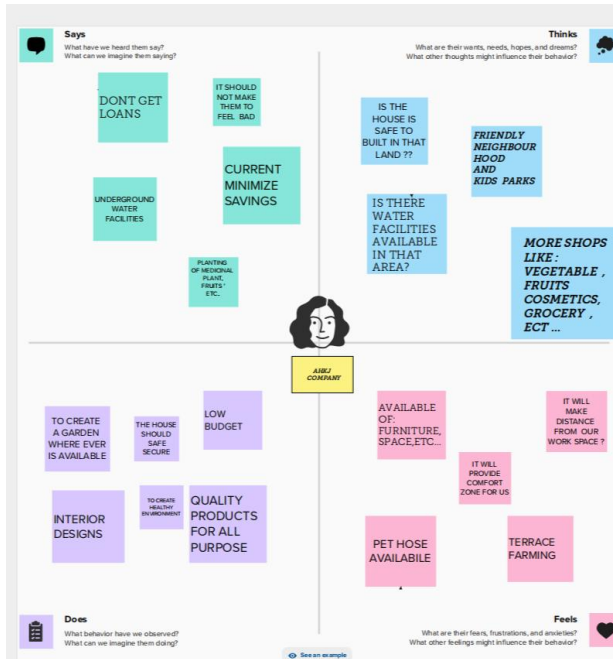 Says
What have we heard them say?
What can we imagine them saying?
DONT GET
LOANS
IT SHOULD
NOT MAKE
THEM TO
FEEL BAD
CURRENT
MINIMIZE
SAVINGS
UNDERGROUND
WATER
FACILITIES
PLANTING
OF MEDICINAL
PLANT,
FRUITS '
ETC..
Thinks
What are their wants, needs, hopes, and dreams?
What other thoughts might influence their behavior?
IS THE
HOUSE IS
SAFE TO
BUILT IN THAT
LAND ??
FRIENDLY
NEIGHBOUR
HOOD
AND
KIDS PARKS
IS THERE
WATER
FACILITIES
AVAILABLE
IN THAT
AREA?
MORE SHOPS
LIKE :
VEGETABLE ,
FRUITS
COSMETICS,
GROCERY ,
ECT ...
COMPANY
TO CREATE
A GARDEN
WHERE EVER
IS AVAILABLE
THE HOUSE
SHOULD
SAFE
SECURE
LOW
BUDGET
INTERIOR
DESIGNS
TO CREATE
HEALTHY
ENVIRONMENT
QUALITY
PRODUCTS
FOR ALL
PURPOSE
Does
What behavior have we observed?
What can we imagine them doing?
AVAILABLE
OF:
FURNITURE,
SPACE,ETC...
IT WILL
MAKE
DISTANCE
FROM OUR
WORK SPACE ?
IT WILL
PROVIDE
COMFORT
ZONE FOR US
PET HOSE
AVAILABILE
TERRACE
FARMING
Feels
What are their fears, frustrations, and anxieties?
What other feelings might influence their behavior?
See an example